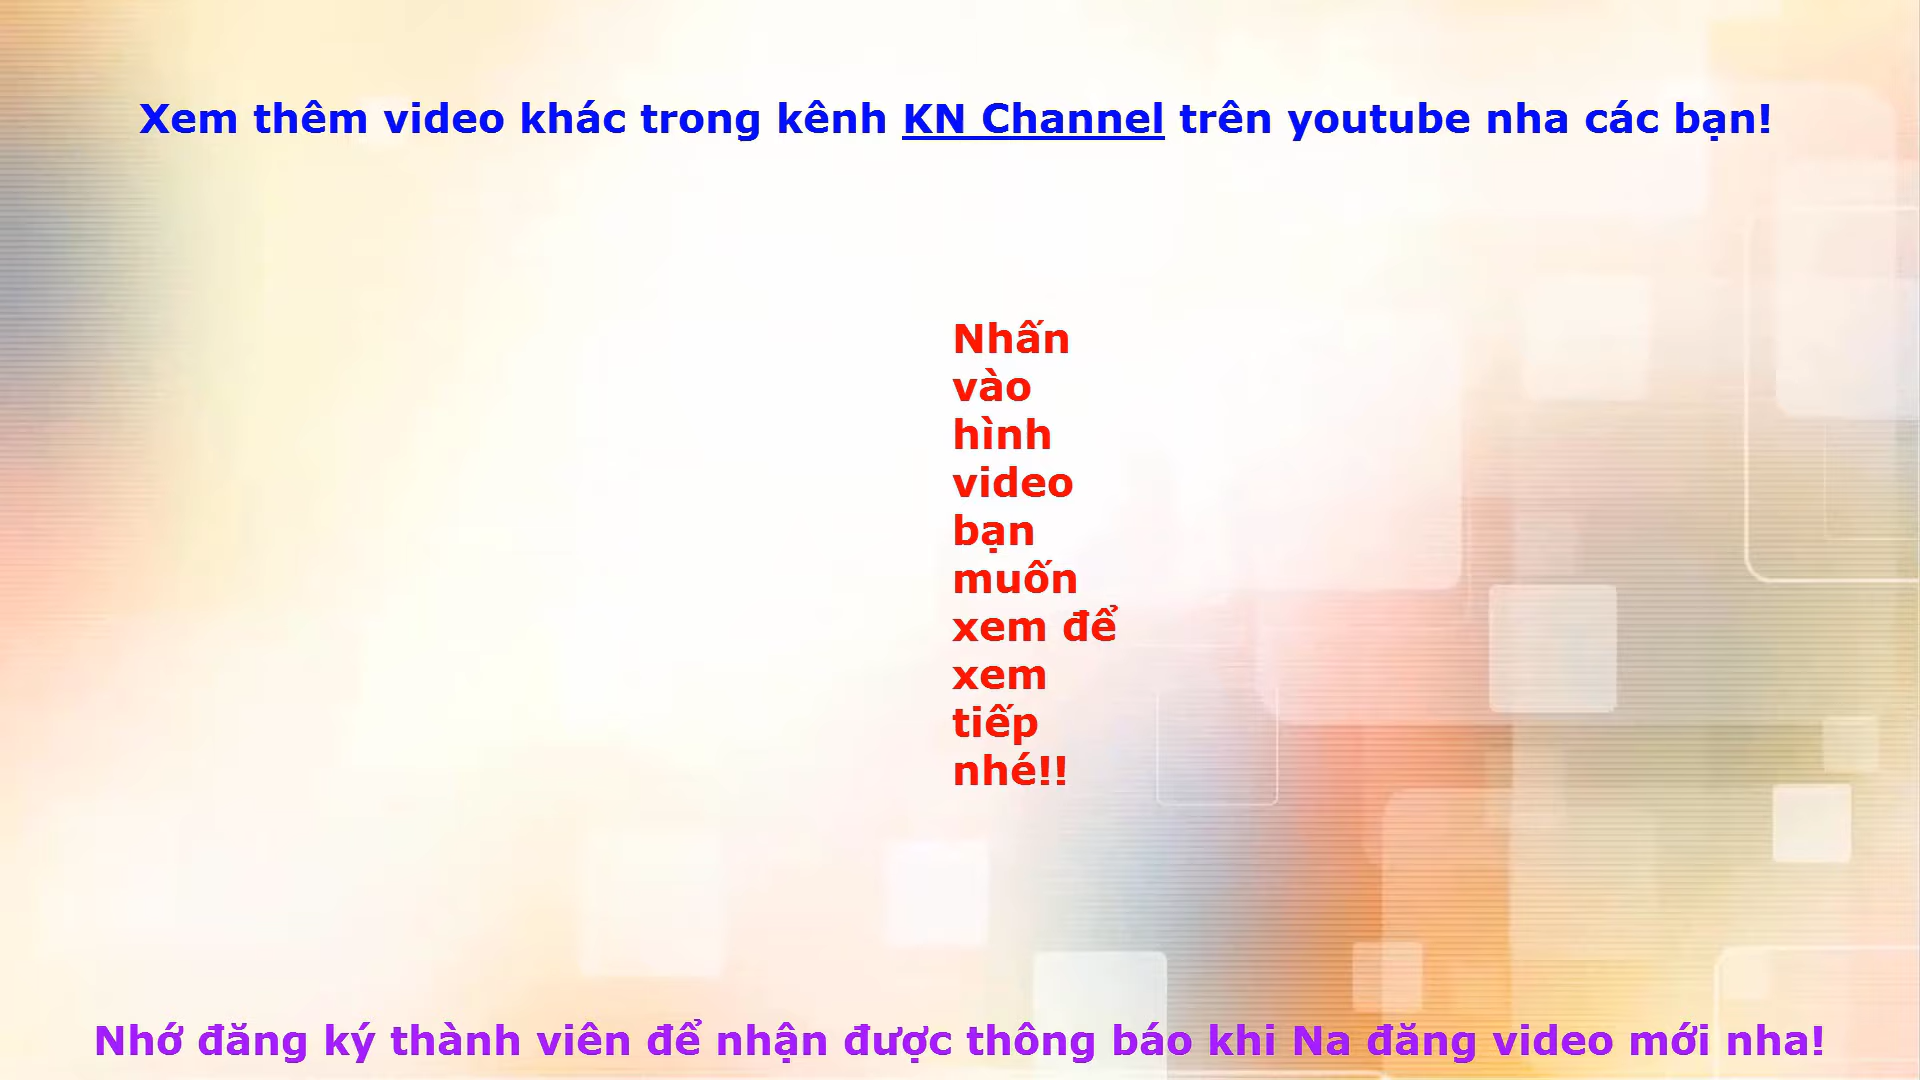 Xem thêm video khác trong kênh KN Channel trên youtube nha các bạn!
Nhấn
vào
hình
video
bạn
muốn
xem để
xem
tiếp
nhé!!
Nhớ đăng ký thành viên để nhận được thông báo khi Na đăng video mới nha!